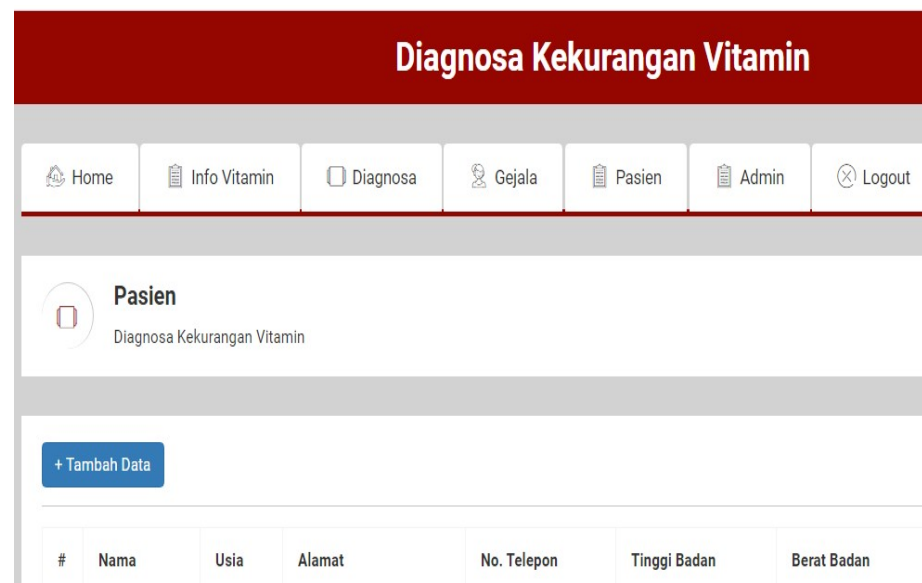 Diagnosa Kekurangan Vitamin
Home Info Vitamin Diagnosa Gejala Pasien Admin Logout
Pasien
Diagnosa Kekurangan Vitamin
+ Tambah Data
# Nama Usia Alamat No. Telepon Tinggi Badan Berat Badan